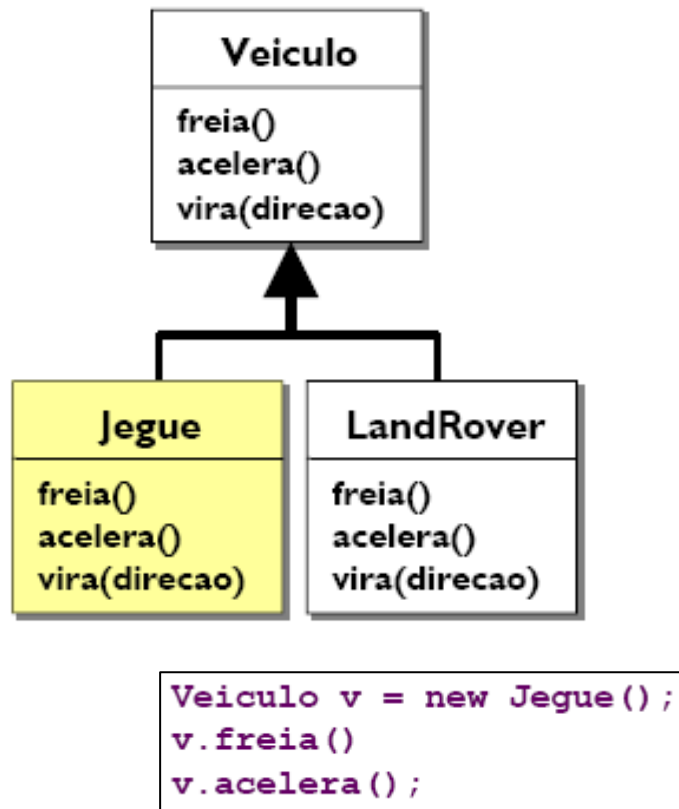 Veiculo
freia()
acelera()
vira(direcao)
Jegue
freia()
acelera()
vira(direcao)
LandRover
freia()
acelera()
vira(direcao)
Veiculo v = new Jegue();
v.freia()
v.acelera();